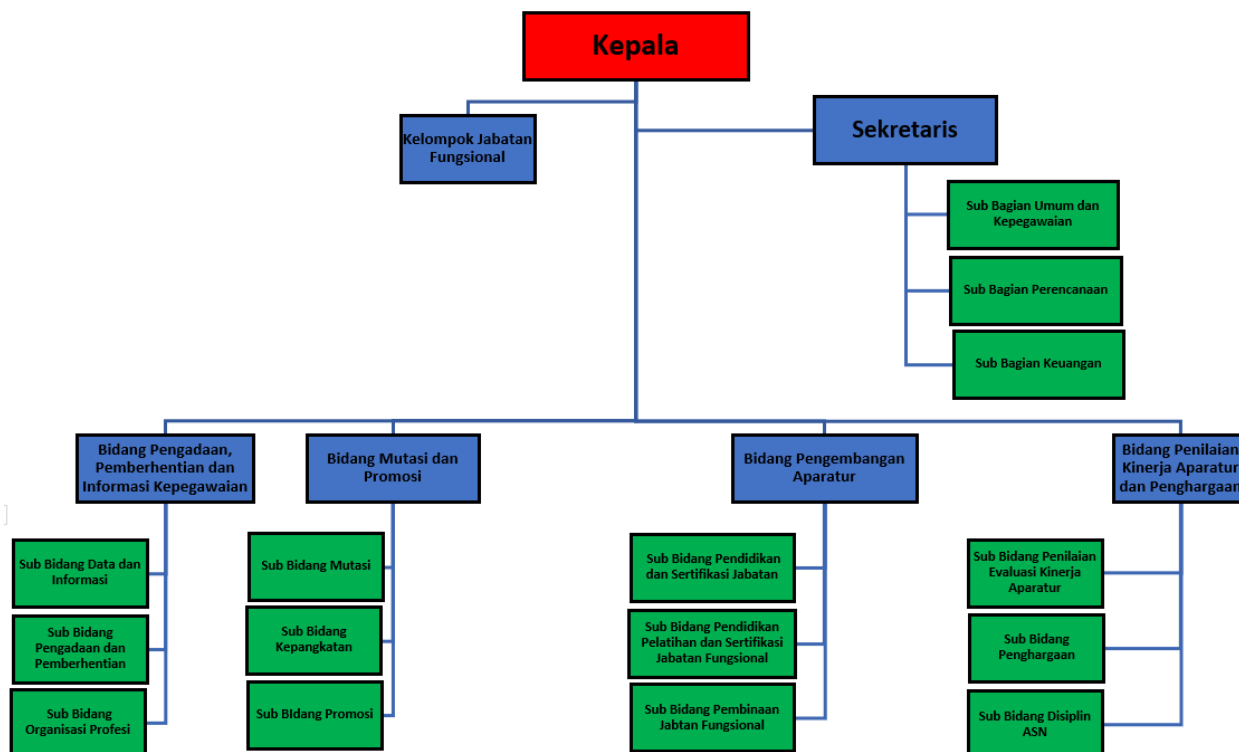 Kepala
Kelompok Jabatan
Fungsional
Sekretaris
Sub Bagian Umum dan
Kepegawaian
Sub Bagian Perencanaan
Sub Bagian Keuangan
Bidang Pengadaan,
Pemberhentian dan
Informasi Kepegawaian
Bidang Mutasi dan
Promosi
Bidang Pengembangan
Aparatur
Bidang Penilaian
Kinerja Aparatur
dan Penghargaan
Sub Bidang Data dan
Informasi
Sub Bidang
Pengadaan dan
Pemberhentian
Sub Bidang
Organisasi Profesi
Sub Bidang Mutasi
Sub Bidang
Kepangkatan
Sub BIdang Promosi
Sub Bidang Pendidikan
dan Sertifikasi Jabatan
Sub Bidang Pendidikan
Pelatihan dan Sertifikasi
Jabatan Fungsional
Sub Bidang Pembinaan
Jabtan Fungsional
Sub Bidang Penilaian
Evaluasi Kinerja
Aparatur
Sub Bidang
Penghargaan
Sub Bidang Disiplin
ASN